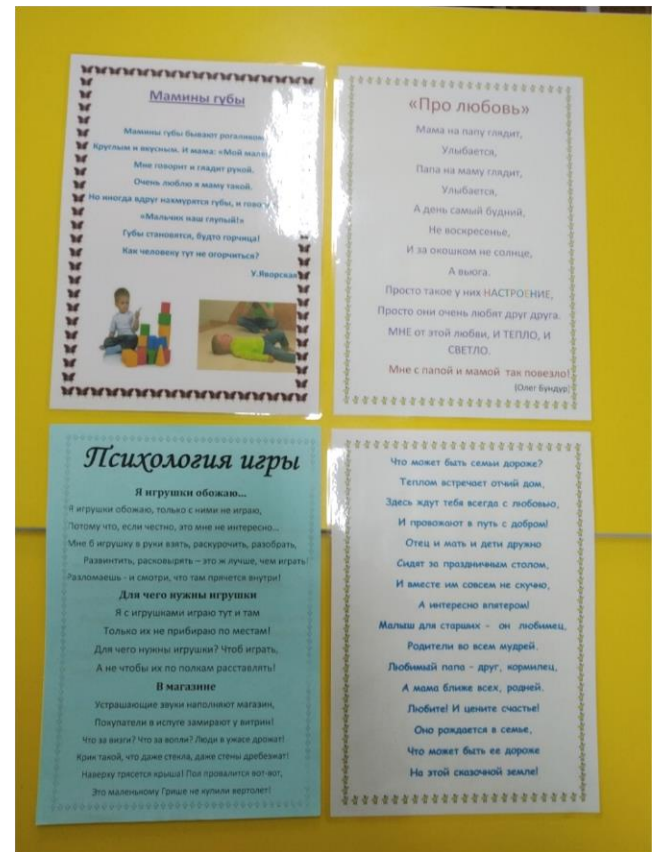 Мамины губы
Мамины губы бывают рогаликом
Круглым и вкусным. И мама: «Мой
Мне говорит и гладит рукой.
Очень люблю я маму такой.
Но иногда вдруг нахмурятся губы, и
«Мальчик наш глупый!»
Губы становятся, будто горчица!
Как человеку тут не огорчиться?
У.Яворская
«Про любовь»
Мама на папу глядит,
Улыбается,
Папа на маму глядит,
Улыбается,
А день самый будний,
Не воскресенье,
И за окошком не солнце,
А вьюга.
Просто такое у них НАСТРОЕНИЕ,
Просто они очень любят друг друга.
МНЕ от этой любви, И ТЕПЛО, И
СВЕТЛО.
Мне с папой и мамой так повезло!
(Олег Бундур)
Психология игры
Я игрушки обожаю...
Я игрушки обожаю, только с ними не играю,
Потому что, если честно, это мне не интересно...
Мне б игрушку в руки взять, раскурочить, разобрать,
Развинтить, расковырять – это ж лучше, чем играть!
Разломаешь - и смотри, что там прячется внутри!
Для чего нужны игрушки
Я с игрушками играю тут и там
Только их не прибираю по местам!
Для чего нужны игрушки? Чтоб играть,
А не чтобы их по полкам расставлять!
В магазине
Устрашающие звуки наполняют магазин,
Покупатели в испуге замирают у витрин!
Что за визги? Что за вопли? Люди в ужасе дрожат!
Крик такой, что даже стекла, даже стены дребезжат!
Наверху трясется крыша! Пол провалится вот-вот,
Это маленькому Грише не купили вертолет!
Что может быть семьи дороже?
Теплом встречает отчий дом,
Здесь ждут тебя всегда с любовью,
И провожают в путь с добром!
Отец и мать и дети дружно
Сидят за праздничным столом,
И вместе им совсем не скучно,
А интересно впятером!
Малыш для старших - он любимец,
Родители во всем мудрей.
Любимый папа - друг, кормилец,
А мама ближе всех, родней.
Любите! И цените счастье!
Оно рождается в семье,
Что может быть ее дороже
На этой сказочной земле!